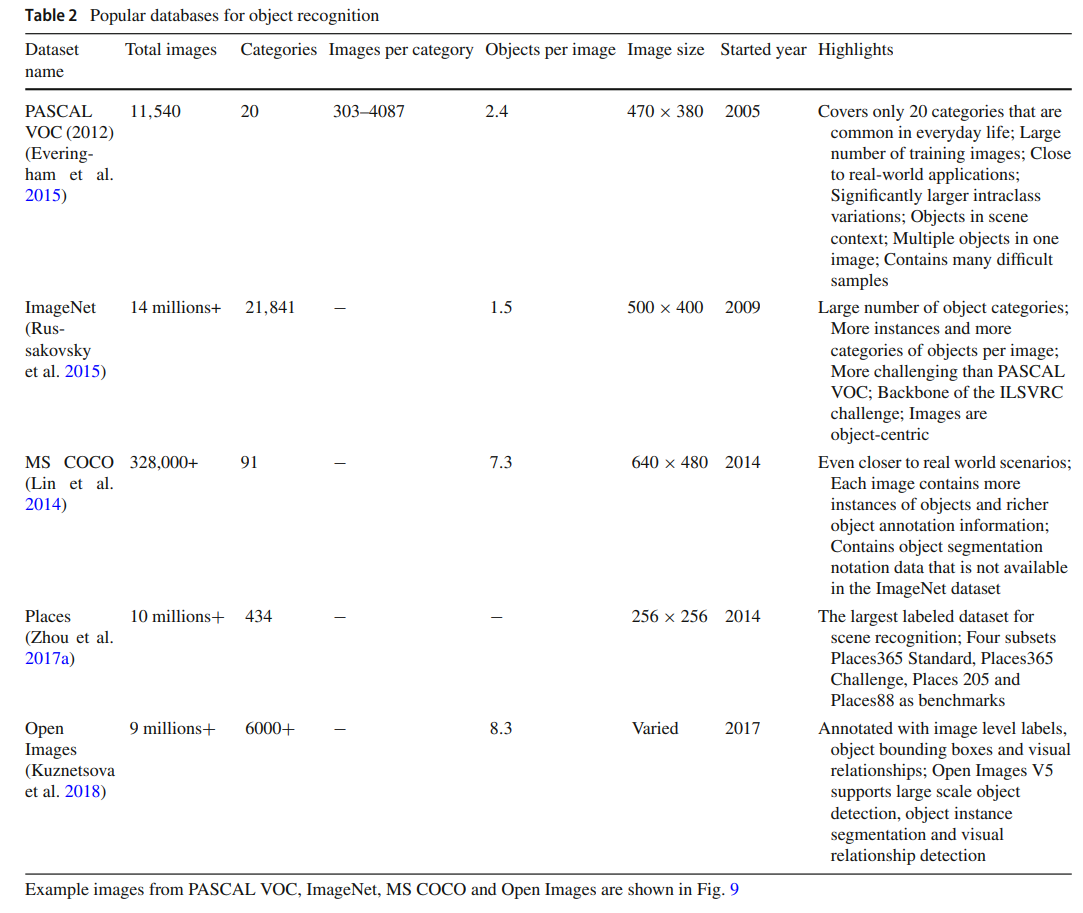 Table 2 Popular databases for object recognition
Dataset name Total images Categories Images per category Objects per image Image size Started year Highlights
PASCAL VOC (2012) (Everingham et al. 2015) 11,540 20 303–4087 2.4 470 × 380 2005 Covers only 20 categories that are
common in everyday life; Large
number of training images; Close
to real-world applications;
Significantly larger intraclass
variations; Objects in scene
context; Multiple objects in one
image; Contains many difficult
samples
ImageNet (Russakovsky et al. 2015) 14 millions+ 21,841 – 1.5 500 × 400 2009 Large number of object categories;
More instances and more
categories of objects per image;
More challenging than PASCAL
VOC; Backbone of the ILSVRC
challenge; Images are
object-centric
MS COCO (Lin et al. 2014) 328,000+ 91 – 7.3 640 × 480 2014 Even closer to real world scenarios;
Each image contains more
instances of objects and richer
object annotation information;
Contains object segmentation
notation data that is not available
in the ImageNet dataset
Places (Zhou et al. 2017a) 10 millions+ 434 – – 256 × 256 2014 The largest labeled dataset for
scene recognition; Four subsets
Places365 Standard, Places365
Challenge, Places 205 and
Places88 as benchmarks
Open Images (Kuznetsova et al. 2018) 9 millions+ 6000+ – 8.3 Varied 2017 Annotated with image level labels,
object bounding boxes and visual
relationships; Open Images V5
supports large scale object
detection, object instance
segmentation and visual
relationship detection
Example images from PASCAL VOC, ImageNet, MS COCO and Open Images are shown in Fig. 9